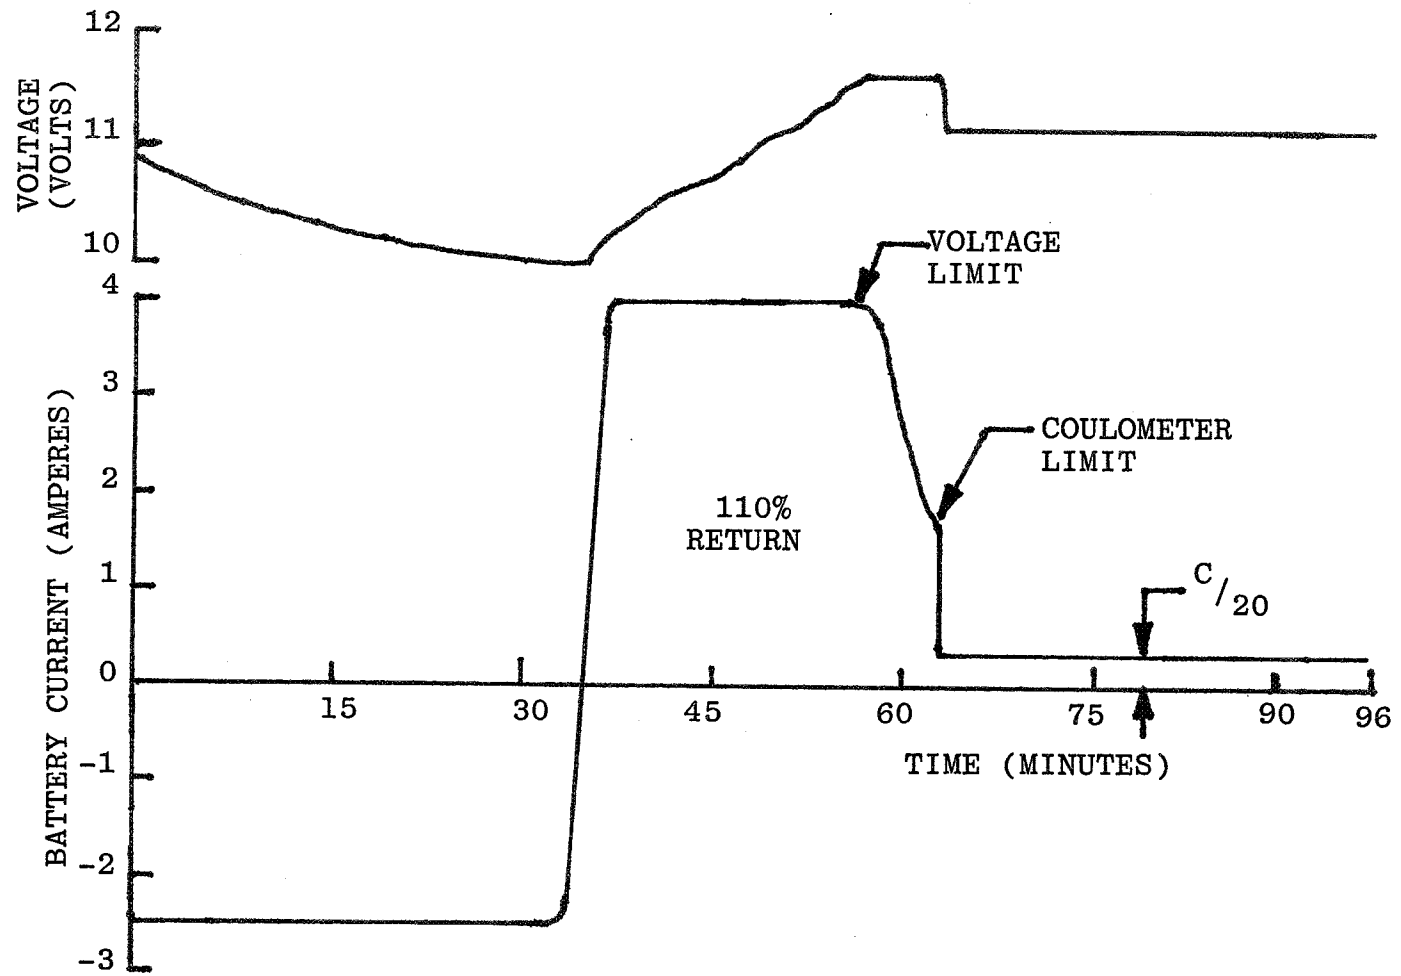 12
11
10
VOLTAGE
(VOLTS)
VOLTAGE
LIMIT
4
3
2
1
0
-1
-2
-3
BATTERY CURRENT (AMPERES)
COULOMETER
LIMIT
110%
RETURN
C/20
15
30
45
60
75
90
96
TIME (MINUTES)